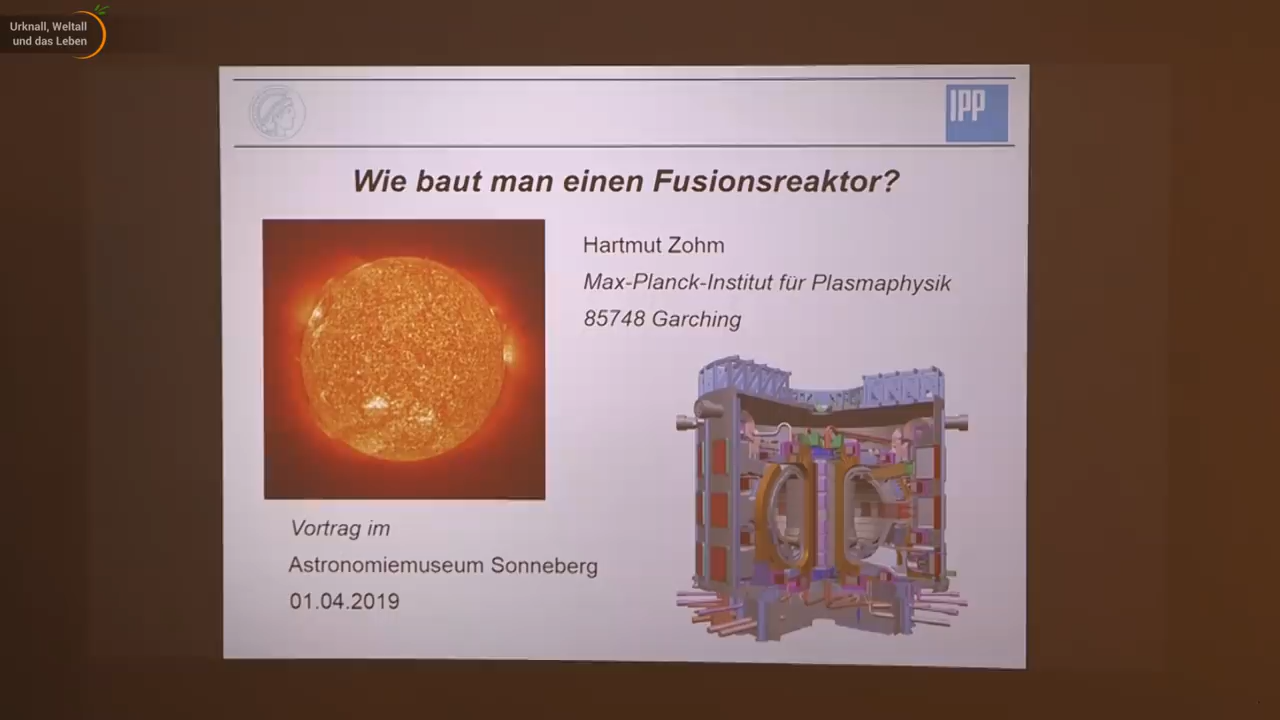 Urknall, Weltall
und das Leben
IPP
Wie baut man einen Fusionsreaktor?
Hartmut Zohm
Max-Planck-Institut für Plasmaphysik
85748 Garching
Vortrag im
Astronomiemuseum Sonneberg
01.04.2019